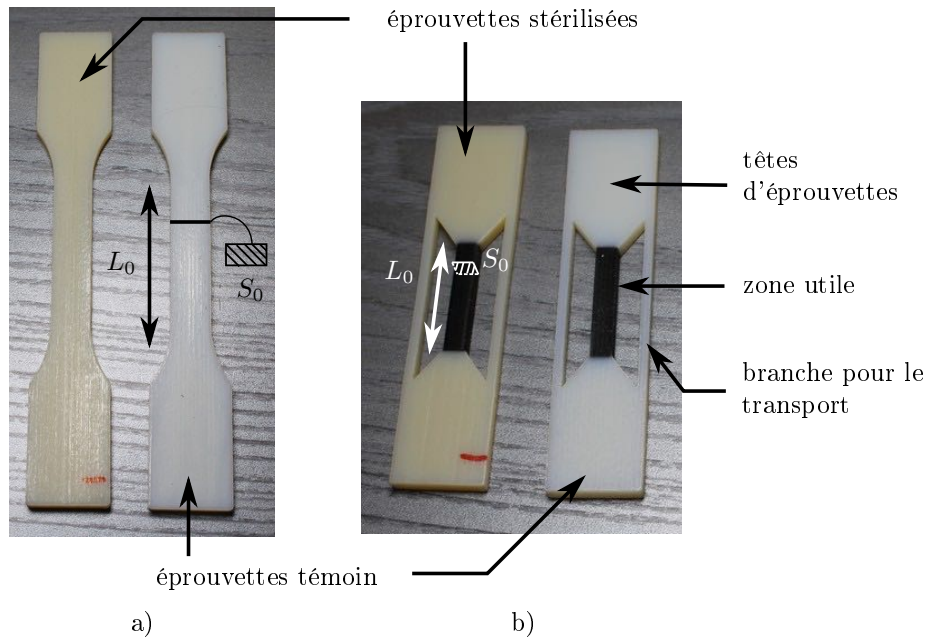 éprouvettes stérilisées
têtes
d'éprouvettes
L0
S0
L0
S0
zone utile
branche pour le
transport
éprouvettes témoin
a)
b)